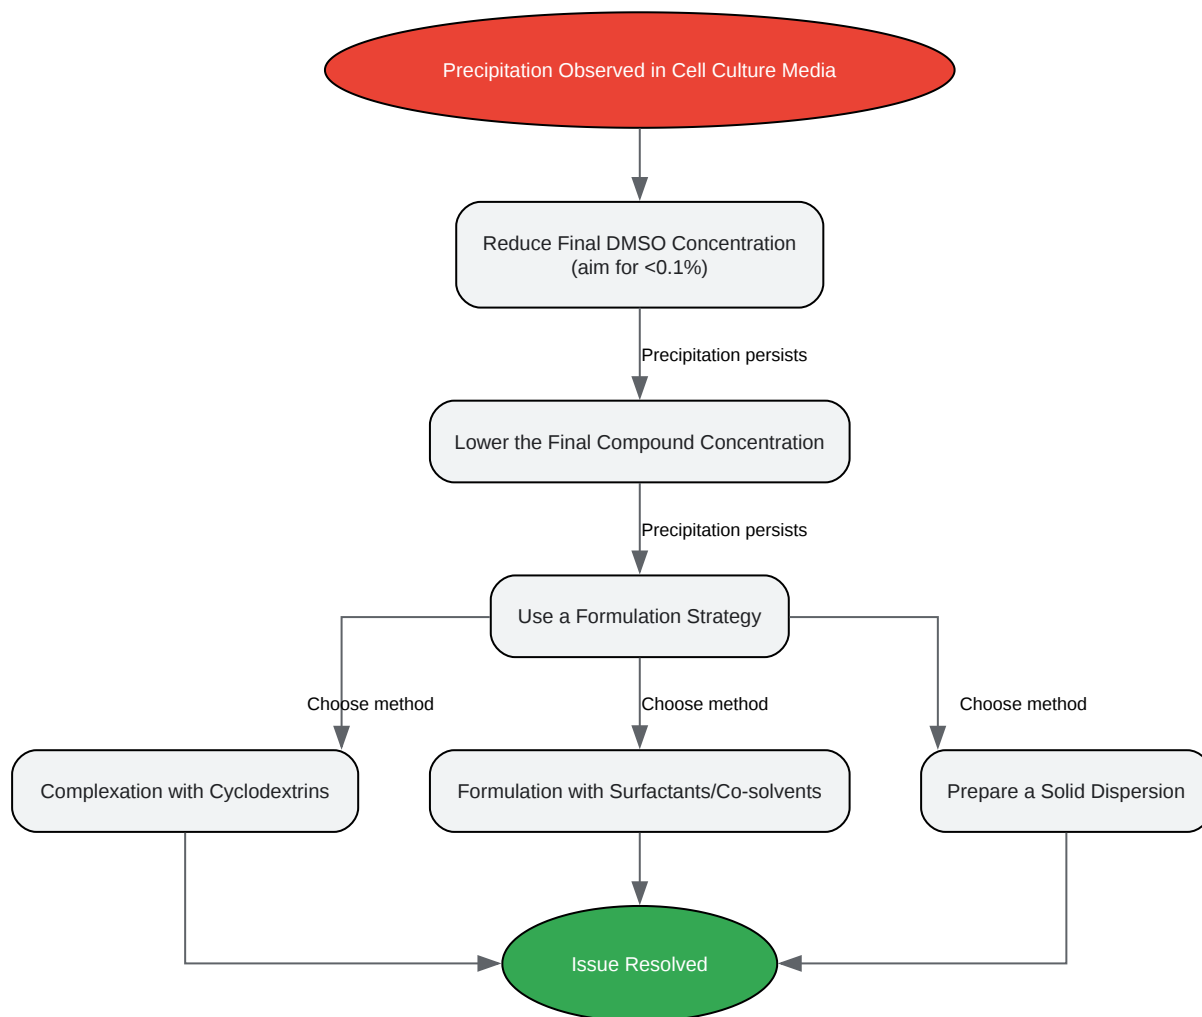 Precipitation Observed in Cell Culture Media
Reduce Final DMSO Concentration
(aim for <0.1%)
Precipitation persists
Lower the Final Compound Concentration
Precipitation persists
Use a Formulation Strategy
Choose method
Choose method
Choose method
Complexation with Cyclodextrins
Formulation with Surfactants/Co-solvents
Prepare a Solid Dispersion
Issue Resolved